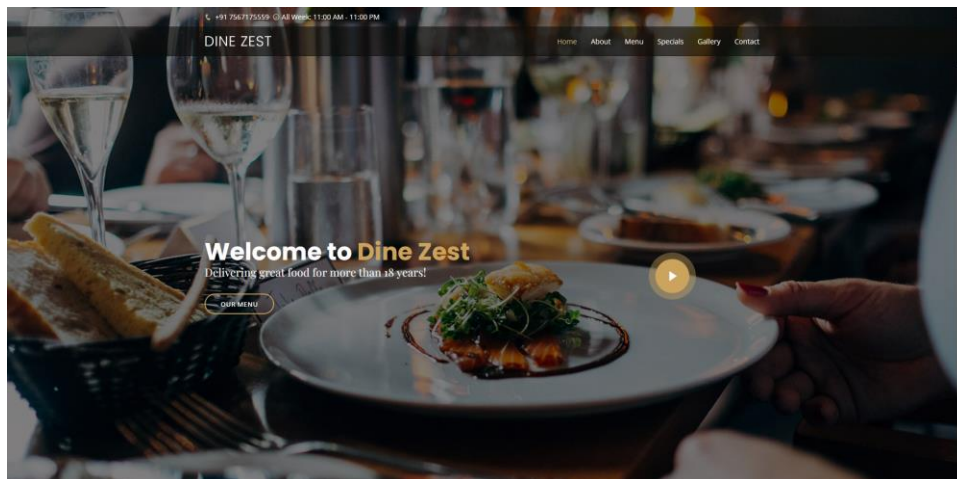 +91 7567175559 All Week: 11:00 AM - 11:00 PM
DINE ZEST
Home About Menu Specials Gallery Contact
Welcome to Dine Zest
Delivering great food for more than 18 years!
OUR MENU